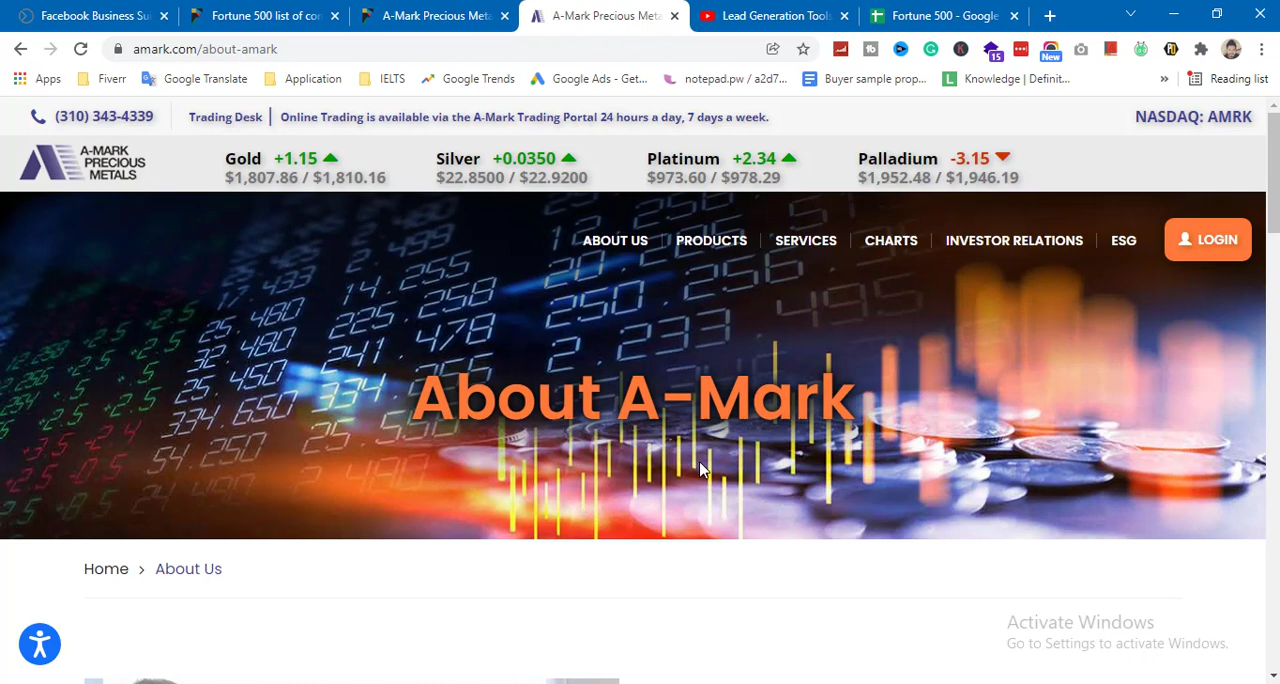 Facebook Business Su
Fortune 500 list of co
A-Mark Precious Meta
A-Mark Precious Meta
Lead Generation Tools
Fortune 500 - Google
amark.com/about-amark
15
New
Apps
Fiverr
Google Translate
Application
IELTS
Google Trends
Google Ads - Get...
notepad.pw / a2d7...
Buyer sample prop...
L
Knowledge | Definit...
»
Reading list
(310) 343-4339
Trading Desk
Online Trading is available via the A-Mark Trading Portal 24 hours a day, 7 days a week.
NASDAQ: AMRK
A-MARK
PRECIOUS
METALS
Gold +1.15
$1,807.86 / $1,810.16
Silver +0.0350
$22.8500 / $22.9200
Platinum +2.34
$973.60 / $978.29
Palladium -3.15
$1,952.48 / $1,946.19
ABOUT US
PRODUCTS
SERVICES
CHARTS
INVESTOR RELATIONS
ESG
LOGIN
About A-Mark
Home > About Us
Activate Windows
Go to Settings to activate Windows.